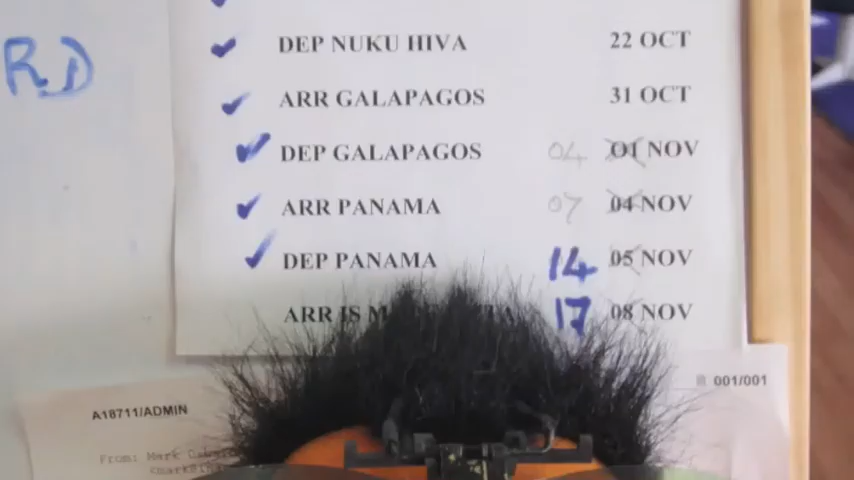 R.D
DEP NUKU HIVA 22 OCT
ARR GALAPAGOS 31 OCT
DEP GALAPAGOS 04 01 NOV
ARR PANAMA 07 04 NOV
DEP PANAMA 14 05 NOV
ARR IS 17 08 NOV
001/001
A18711/ADMIN
From: Mark